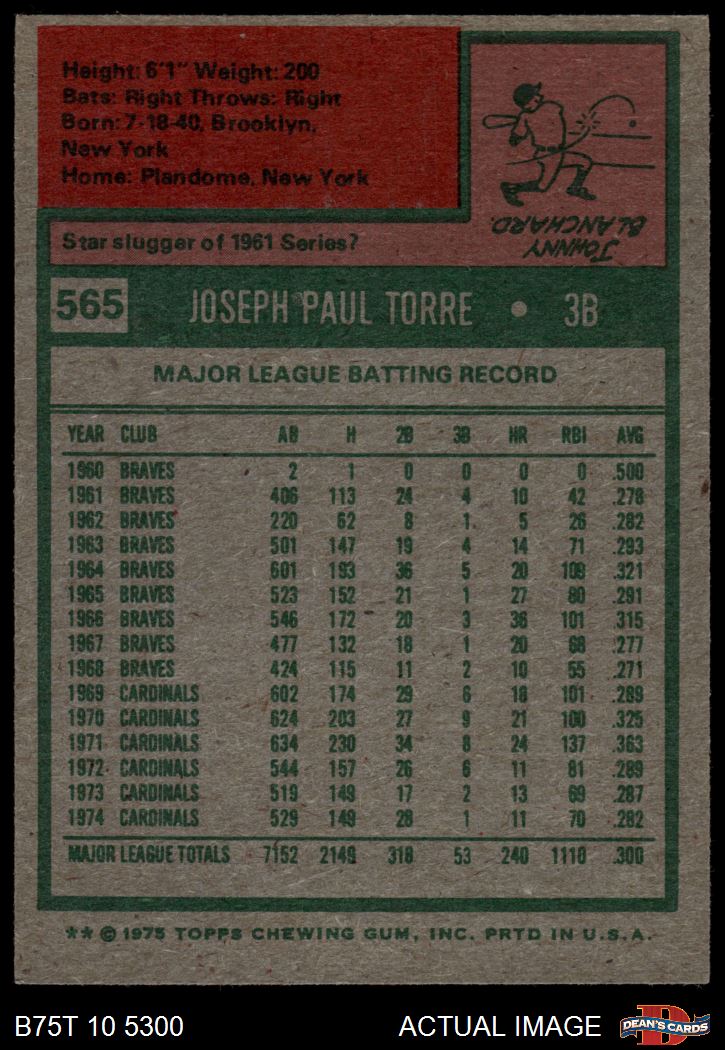 Height: 6'1" Weight: 200
Bats: Right Throws: Right
Born: 7-18-40, Brooklyn,
New York
Home: Plandome, New York
Star slugger of 1961 Series?
JOHNNY
BLANCHARD.
565 JOSEPH PAUL TORRE • 3B
MAJOR LEAGUE BATTING RECORD
YEAR CLUB AB H 2B 3B HR RBI AVG
1960 BRAVES 2 1 0 0 0 0 .500
1961 BRAVES 406 113 24 4 10 42 .278
1962 BRAVES 220 62 8 1 5 26 .282
1963 BRAVES 501 147 19 4 14 71 .293
1964 BRAVES 601 193 36 5 20 109 .321
1965 BRAVES 523 152 21 1 27 80 .291
1966 BRAVES 546 172 20 3 36 101 .315
1967 BRAVES 477 132 18 1 20 68 .277
1968 BRAVES 424 115 11 2 10 55 .271
1969 CARDINALS 602 174 29 6 18 101 .289
1970 CARDINALS 624 203 27 9 21 100 .325
1971 CARDINALS 634 230 34 8 24 137 .363
1972 CARDINALS 544 157 26 6 11 81 .289
1973 CARDINALS 519 149 17 2 13 69 .287
1974 CARDINALS 529 149 28 1 11 70 .282
MAJOR LEAGUE TOTALS 7152 2149 318 53 240 1110 .300
** © 1975 TOPPS CHEWING GUM, INC. PRTD IN U.S.A.
B75T 10 5300 ACTUAL IMAGE
D
DEAN'S CARDS